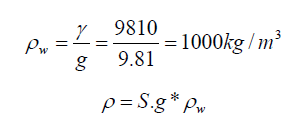 ρw = γ/g = 9810/9.81 = 1000kg / m³
ρ = S.g * ρw